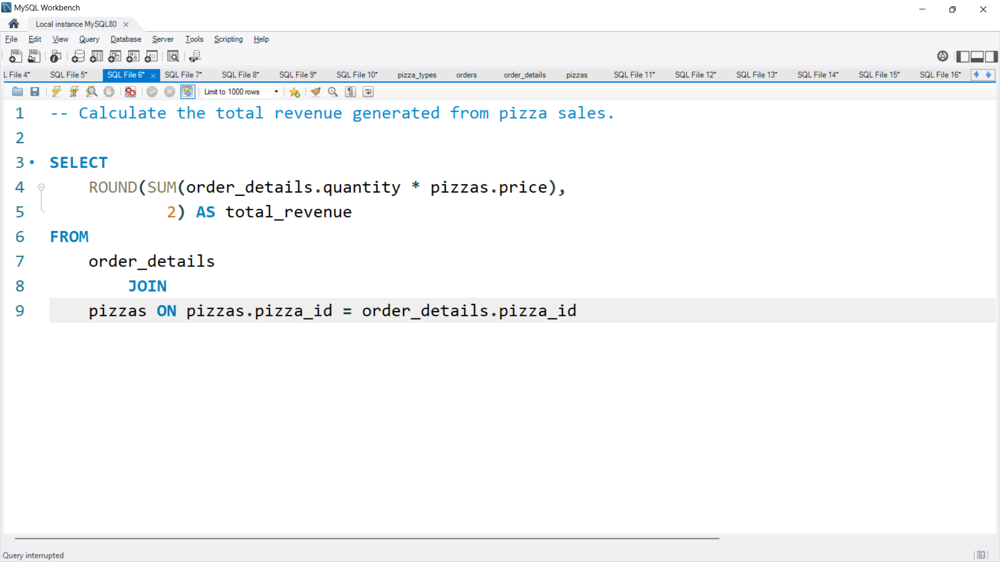 MySQL Workbench
Local instance MySQL80
File Edit View Query Database Server Tools Scripting Help
L File 4* SQL File 5* SQL File 6* SQL File 7* SQL File 8* SQL File 9* SQL File 10* pizza_types orders order_details pizzas SQL File 11* SQL File 12* SQL File 13* SQL File 14* SQL File 15* SQL File 16*
Limit to 1000 rows
1 -- Calculate the total revenue generated from pizza sales.
2
3 SELECT
4 ROUND(SUM(order_details.quantity * pizzas.price),
5 2) AS total_revenue
6 FROM
7 order_details
8 JOIN
9 pizzas ON pizzas.pizza_id = order_details.pizza_id
Query interrupted